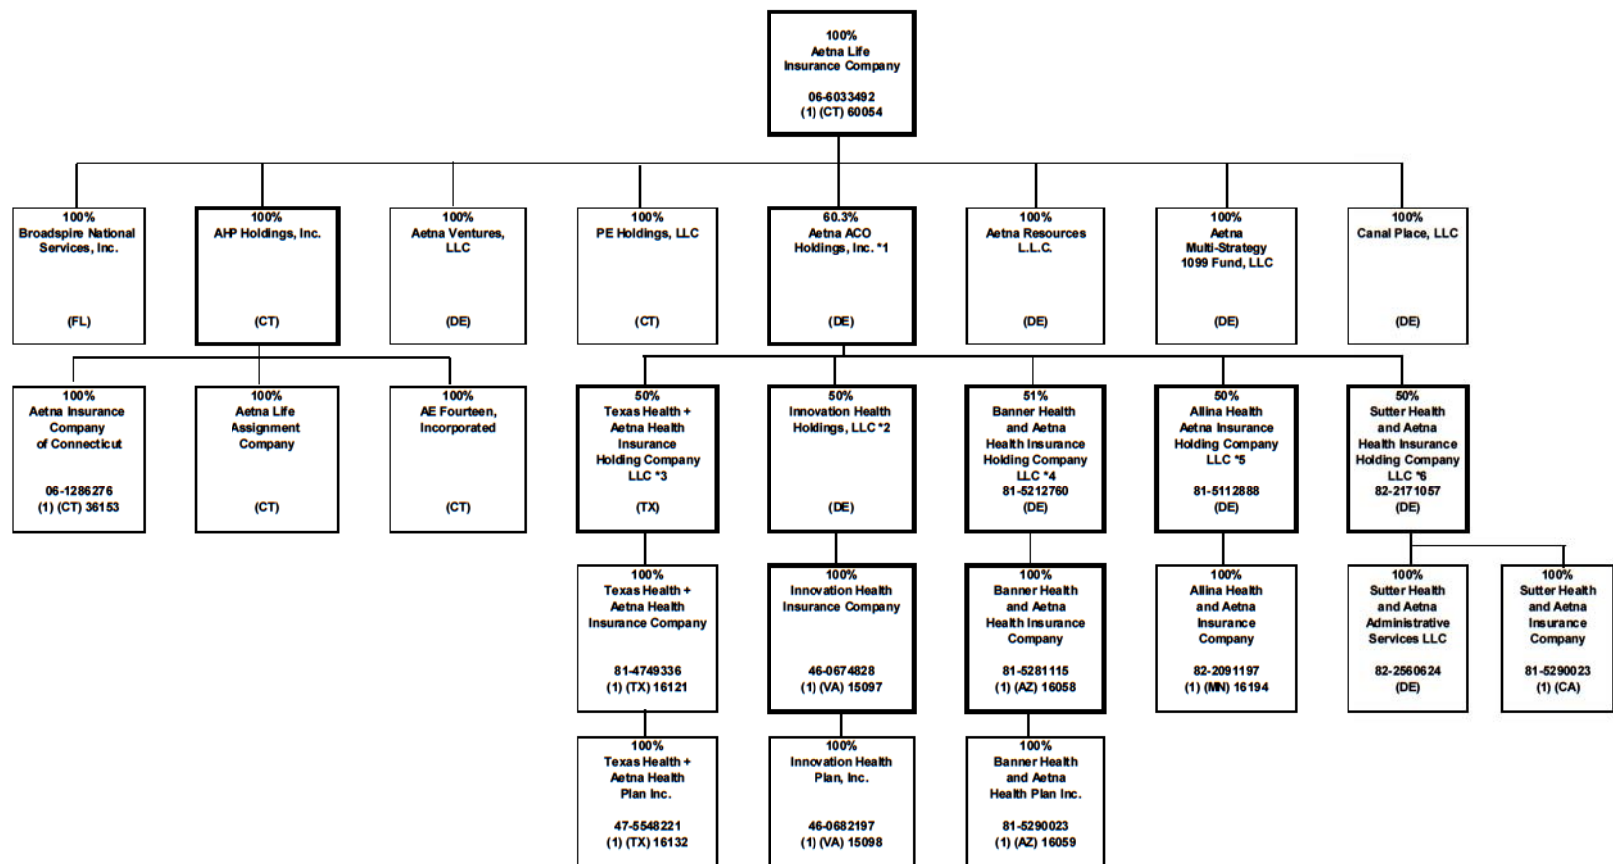 100%
Aetna Life
Insurance Company
06-6033492
(1) (CT) 60054
100%
Broadspire National
Services, Inc.
(FL)
100%
AHP Holdings, Inc.
(CT)
100%
Aetna Ventures,
LLC
(DE)
100%
PE Holdings, LLC
(CT)
60.3%
Aetna ACO
Holdings, Inc. *1
(DE)
100%
Aetna Resources
L.L.C.
(DE)
100%
Aetna
Multi-Strategy
1099 Fund, LLC
(DE)
100%
Canal Place, LLC
(DE)
100%
Aetna Insurance
Company
of Connecticut
06-1286276
(1) (CT) 36153
100%
Aetna Life
Assignment
Company
(CT)
100%
AE Fourteen,
Incorporated
(CT)
50%
Texas Health +
Aetna Health
Insurance
Holding Company
LLC *3
(TX)
50%
Innovation Health
Holdings, LLC *2
(DE)
51%
Banner Health
and Aetna
Health Insurance
Holding Company
LLC *4
81-5212760
(DE)
50%
Allina Health
Aetna Insurance
Holding Company
LLC *5
81-5112888
(DE)
50%
Sutter Health
and Aetna
Health Insurance
Holding Company
LLC *6
82-2171057
(DE)
100%
Texas Health +
Aetna Health
Insurance Company
81-4749336
(1) (TX) 16121
100%
Innovation Health
Insurance Company
46-0674828
(1) (VA) 15097
100%
Banner Health
and Aetna
Health Insurance
Company
81-5281115
(1) (AZ) 16058
100%
Allina Health
and Aetna
Insurance
Company
82-2091197
(1) (MN) 16194
100%
Sutter Health
and Aetna
Administrative
Services LLC
82-2560624
(DE)
100%
Sutter Health
and Aetna
Insurance
Company
81-5290023
(1) (CA)
100%
Texas Health +
Aetna Health
Plan Inc.
47-5548221
(1) (TX) 16132
100%
Innovation Health
Plan, Inc.
46-0682197
(1) (VA) 15098
100%
Banner Health
and Aetna
Health Plan Inc.
81-5290023
(1) (AZ) 16059